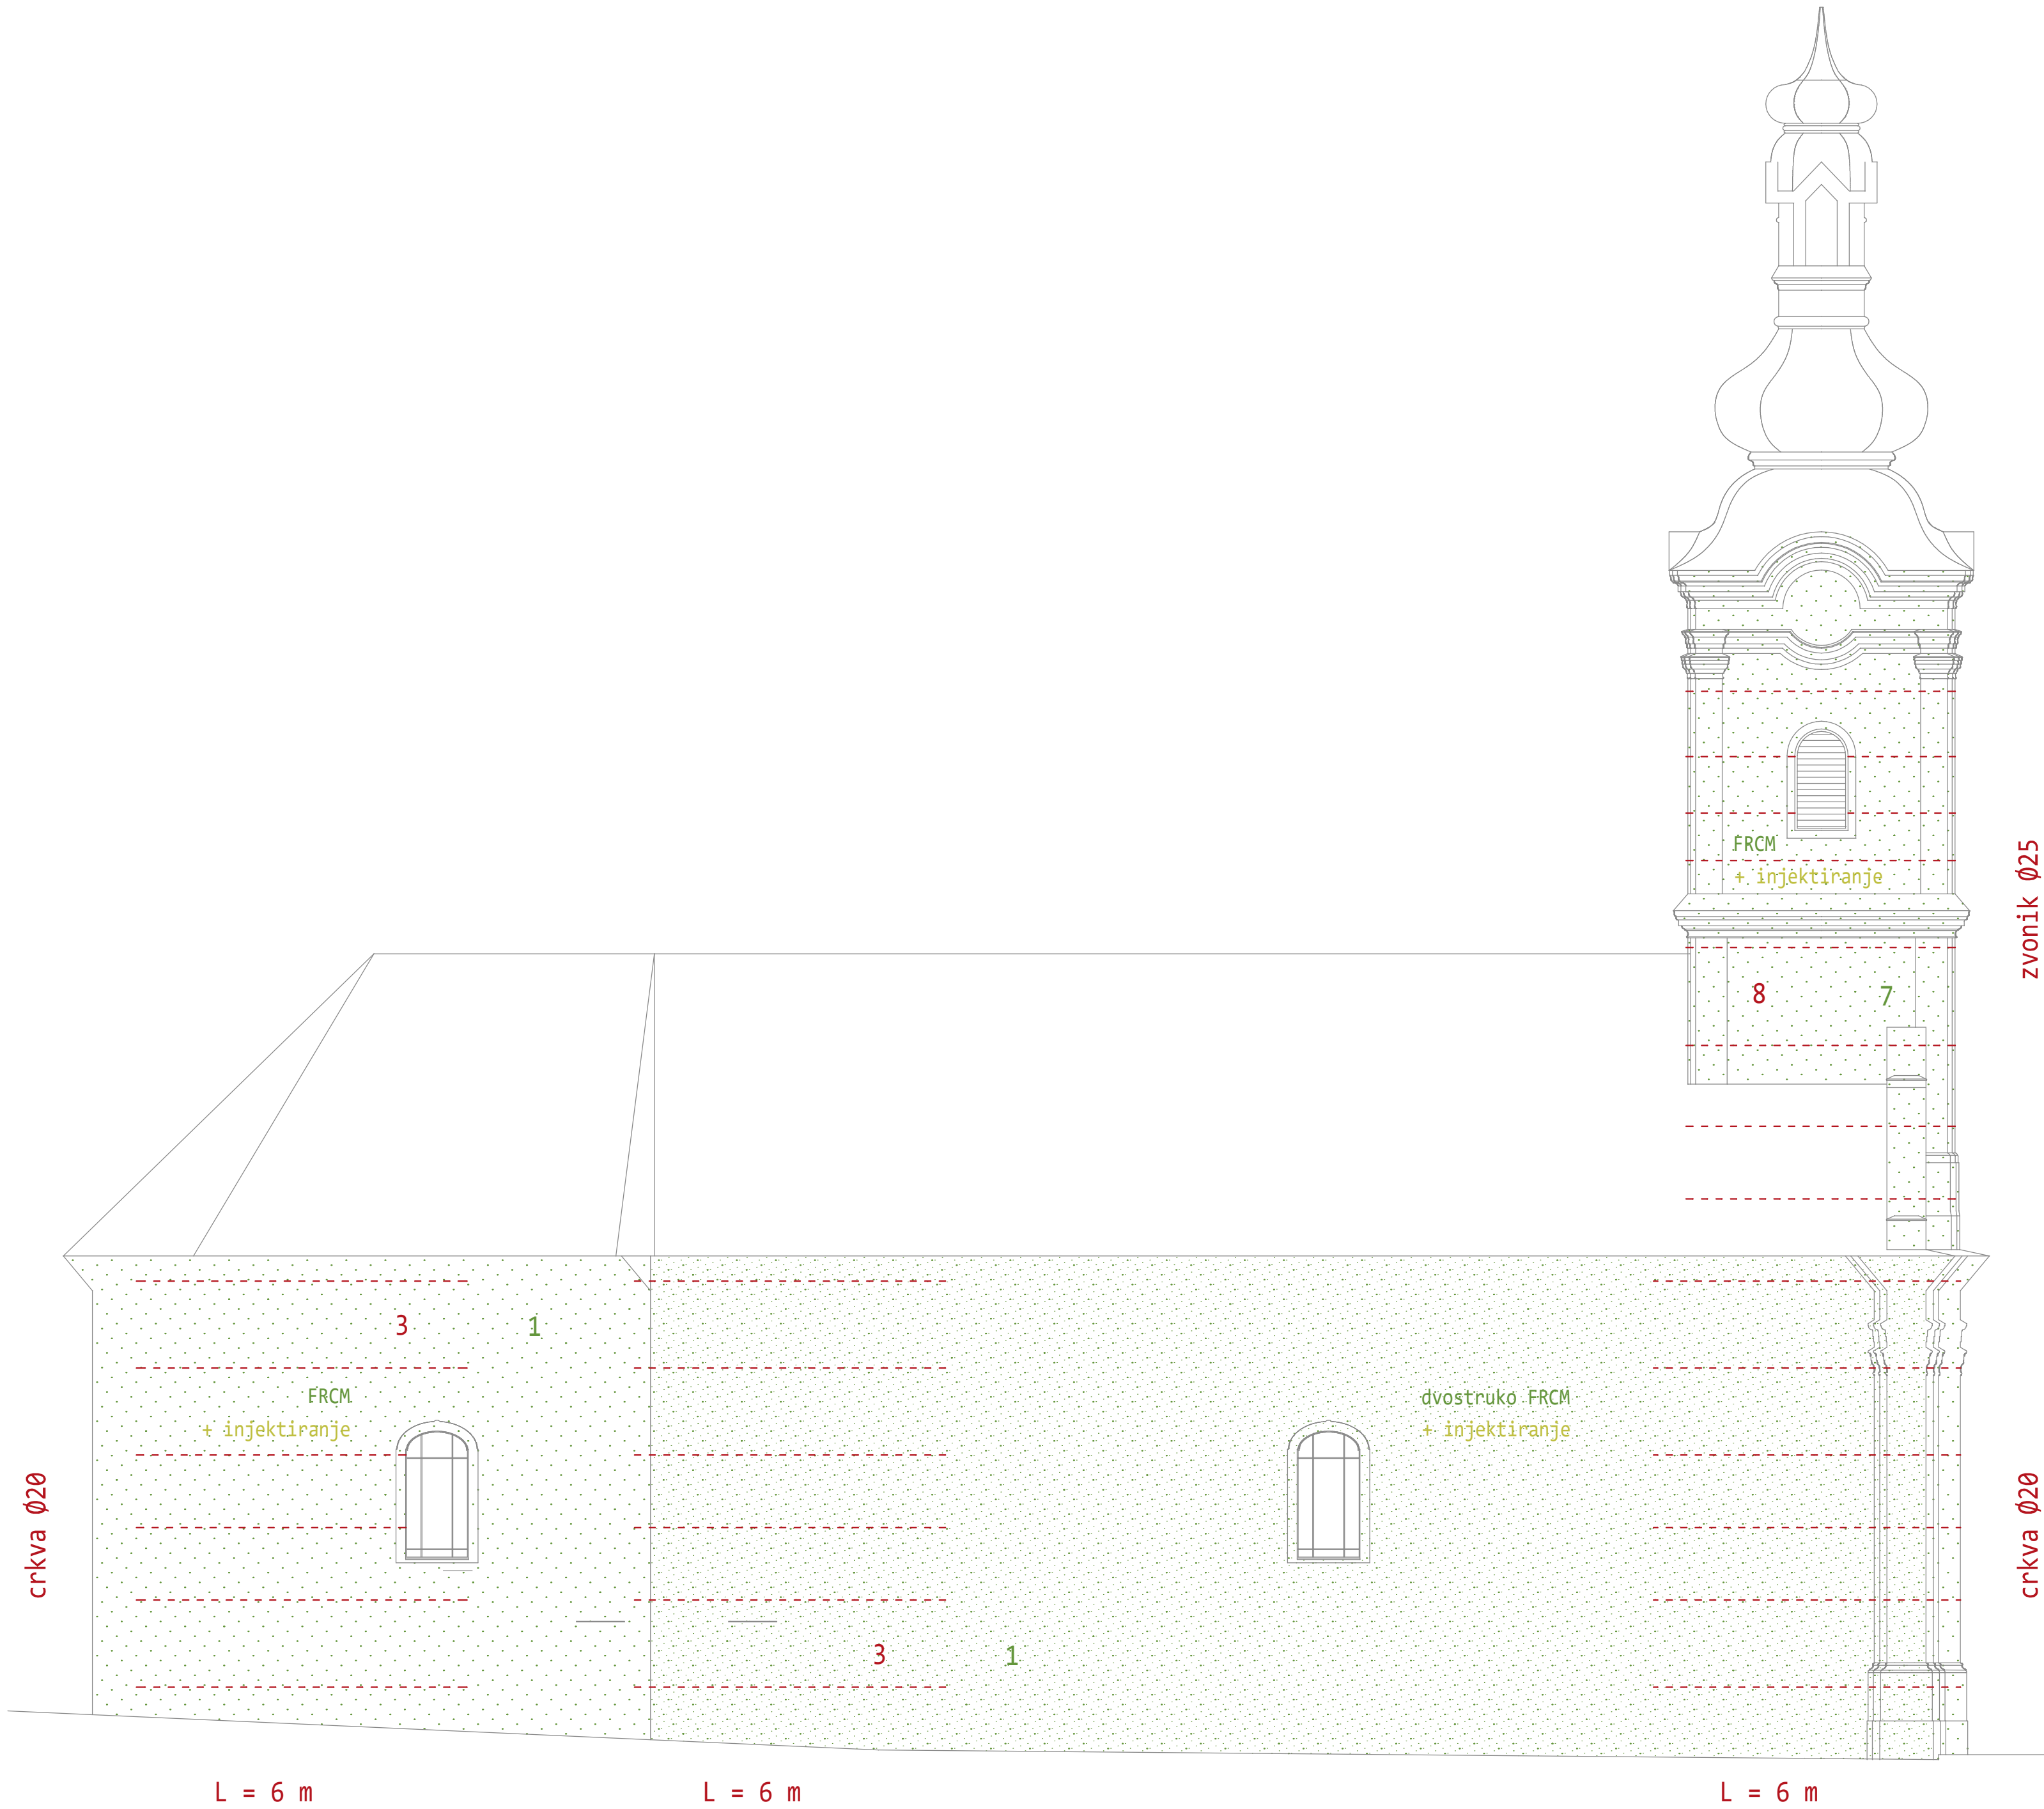 FRCM
+ injektiranje
zvonik Ø25
8
7
3
1
FRCM
+ injektiranje
dvostruko FRCM
+ injektiranje
crkva Ø20
crkva Ø20
3
1
L = 6 m
L = 6 m
L = 6 m